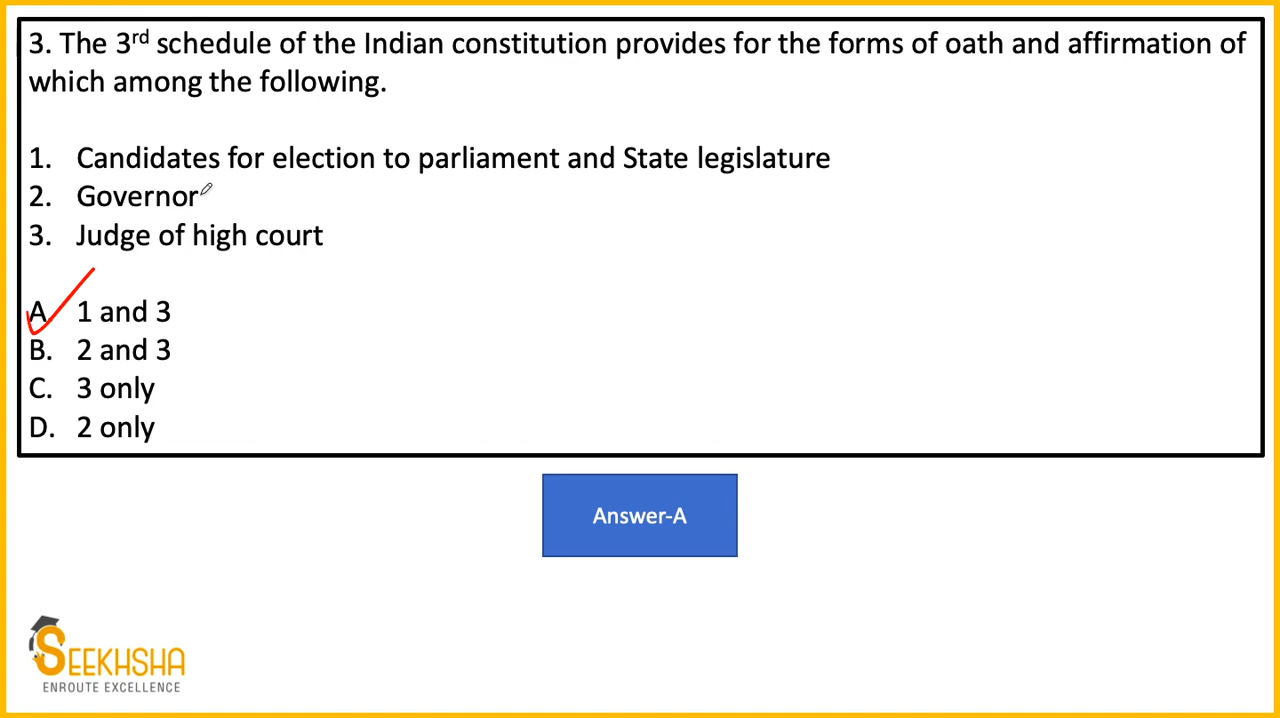 3. The 3rd schedule of the Indian constitution provides for the forms of oath and affirmation of
which among the following.
1. Candidates for election to parliament and State legislature
2. Governor
3. Judge of high court
A. 1 and 3
B. 2 and 3
C. 3 only
D. 2 only
Answer-A
SEEKHSHA
ENROUTE EXCELLENCE